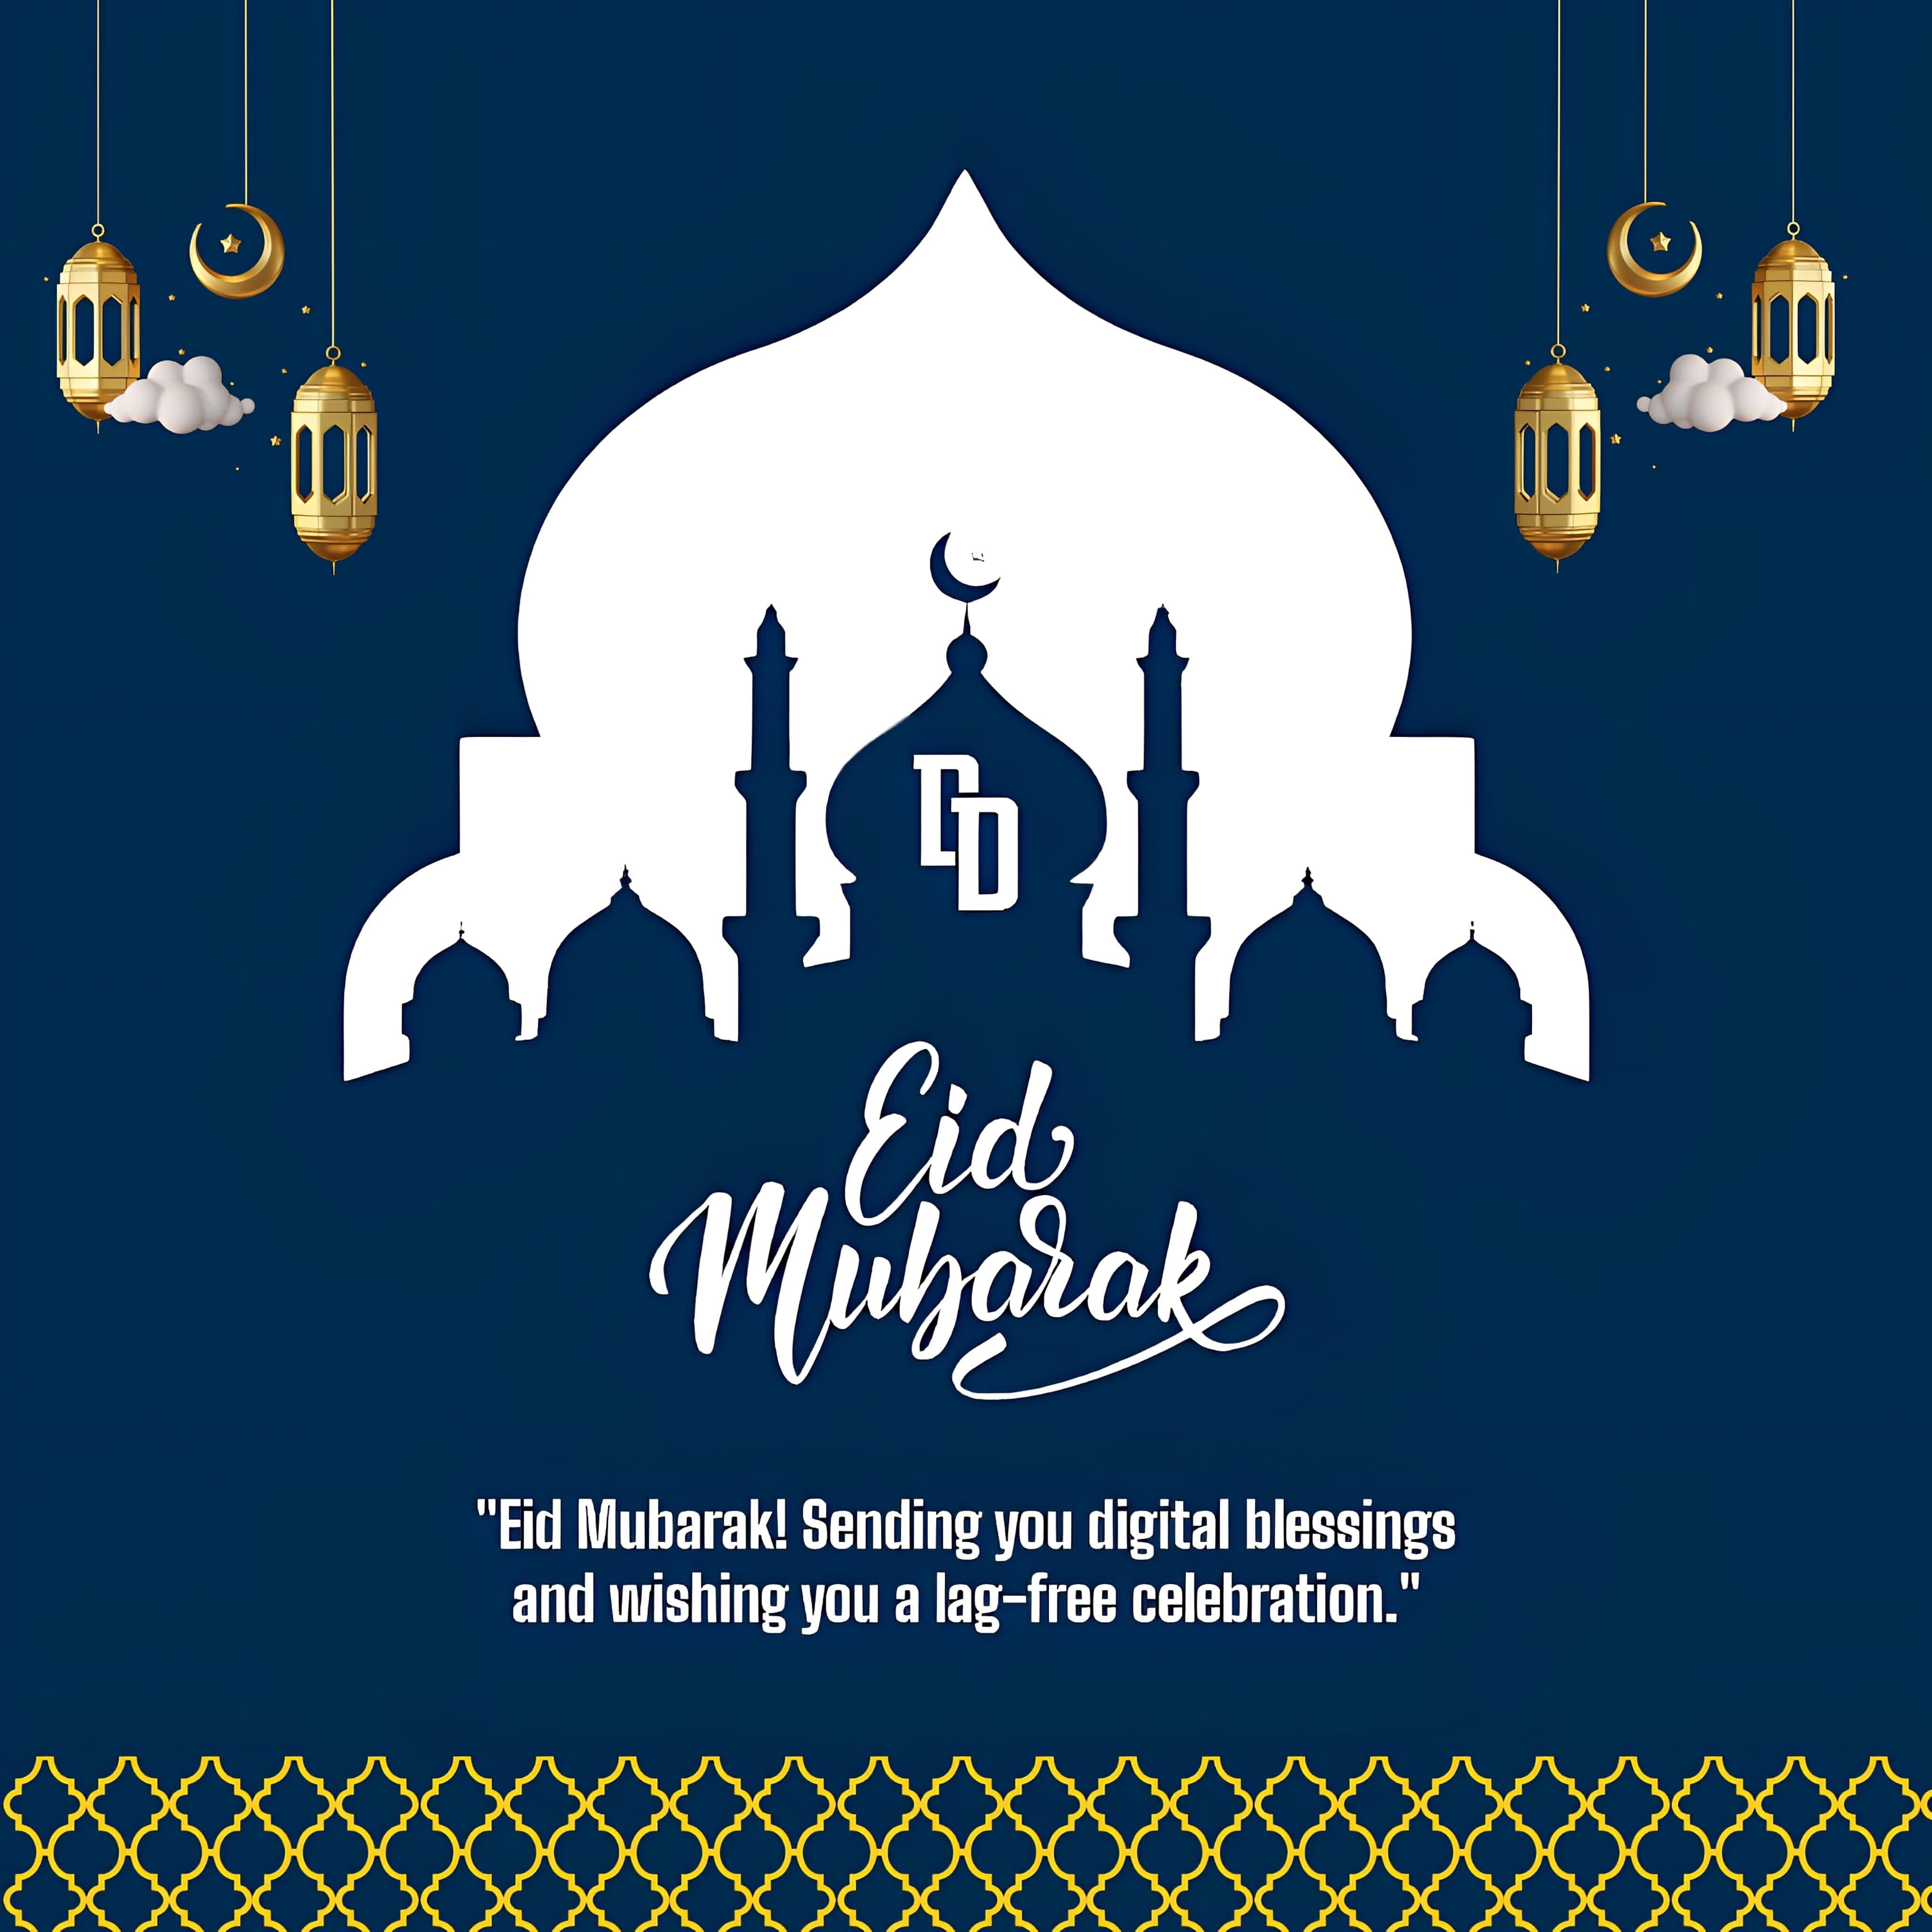 DD
Eid
Mubarak
"Eid Mubarak! Sending you digital blessings
and wishing you a lag-free celebration."